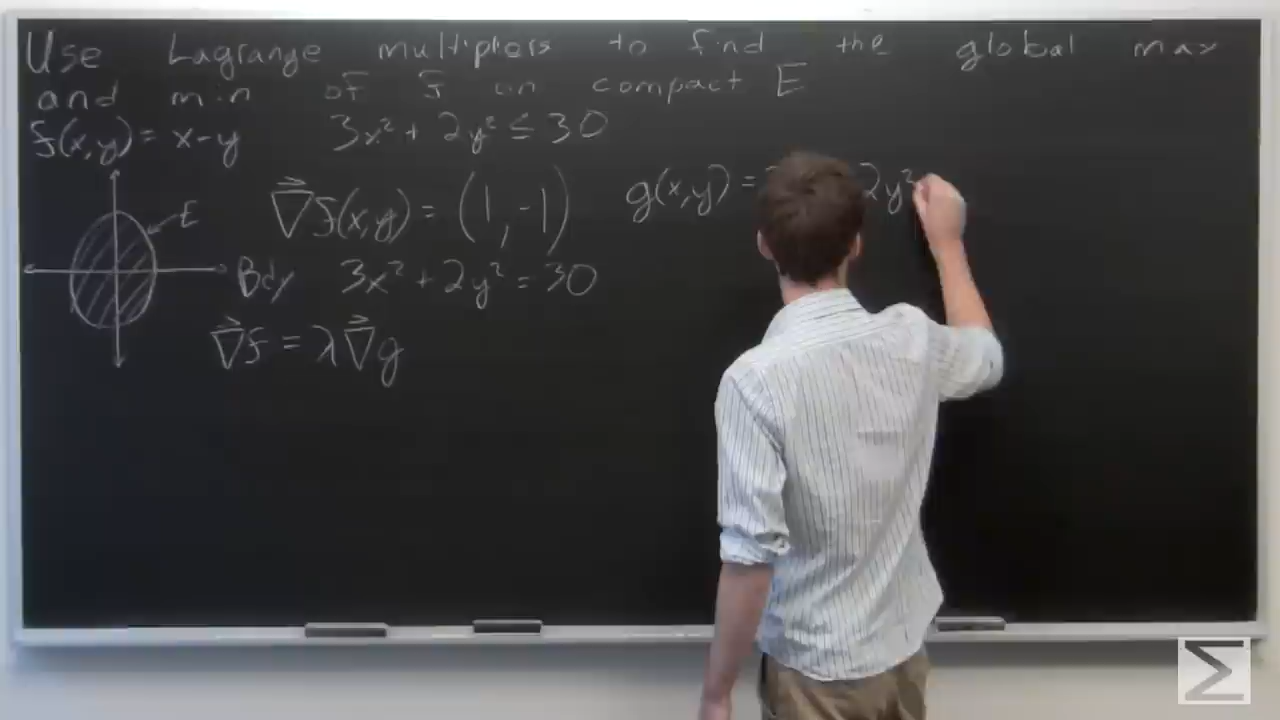 Use Lagrange multipliers to find the global max
and min of f on compact E
f(x,y) = x-y 3x² + 2y² ≤ 30
E
∇⃗f(x,y) = (1,-1) g(x,y) = 2y²
Bdy 3x² + 2y² = 30
∇⃗f = λ∇⃗g
Σ